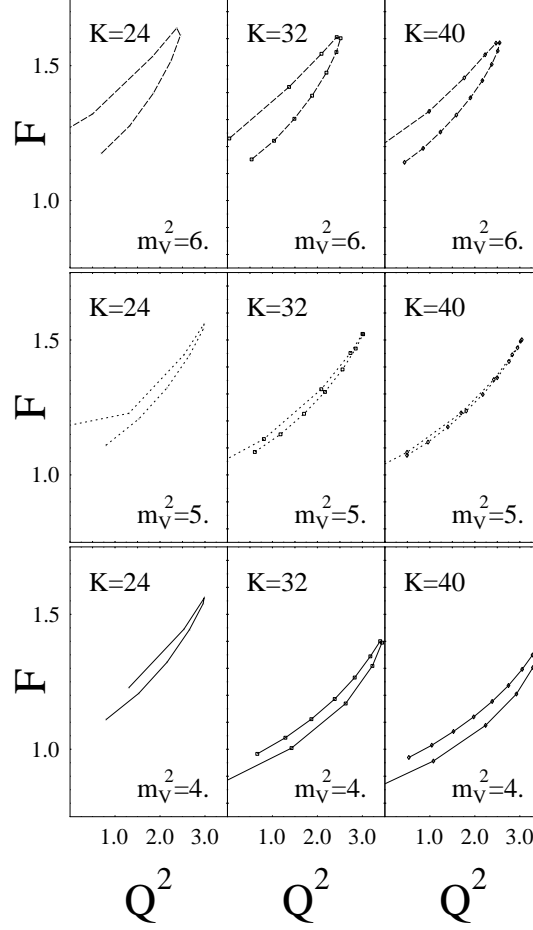 K=24 K=32 K=40
1.5
F
1.0
m_V^2=6. m_V^2=6. m_V^2=6.
K=24 K=32 K=40
1.5
F
1.0
m_V^2=5. m_V^2=5. m_V^2=5.
K=24 K=32 K=40
1.5
F
1.0
m_V^2=4. m_V^2=4. m_V^2=4.
1.0 2.0 3.0 1.0 2.0 3.0 1.0 2.0 3.0
Q^2 Q^2 Q^2